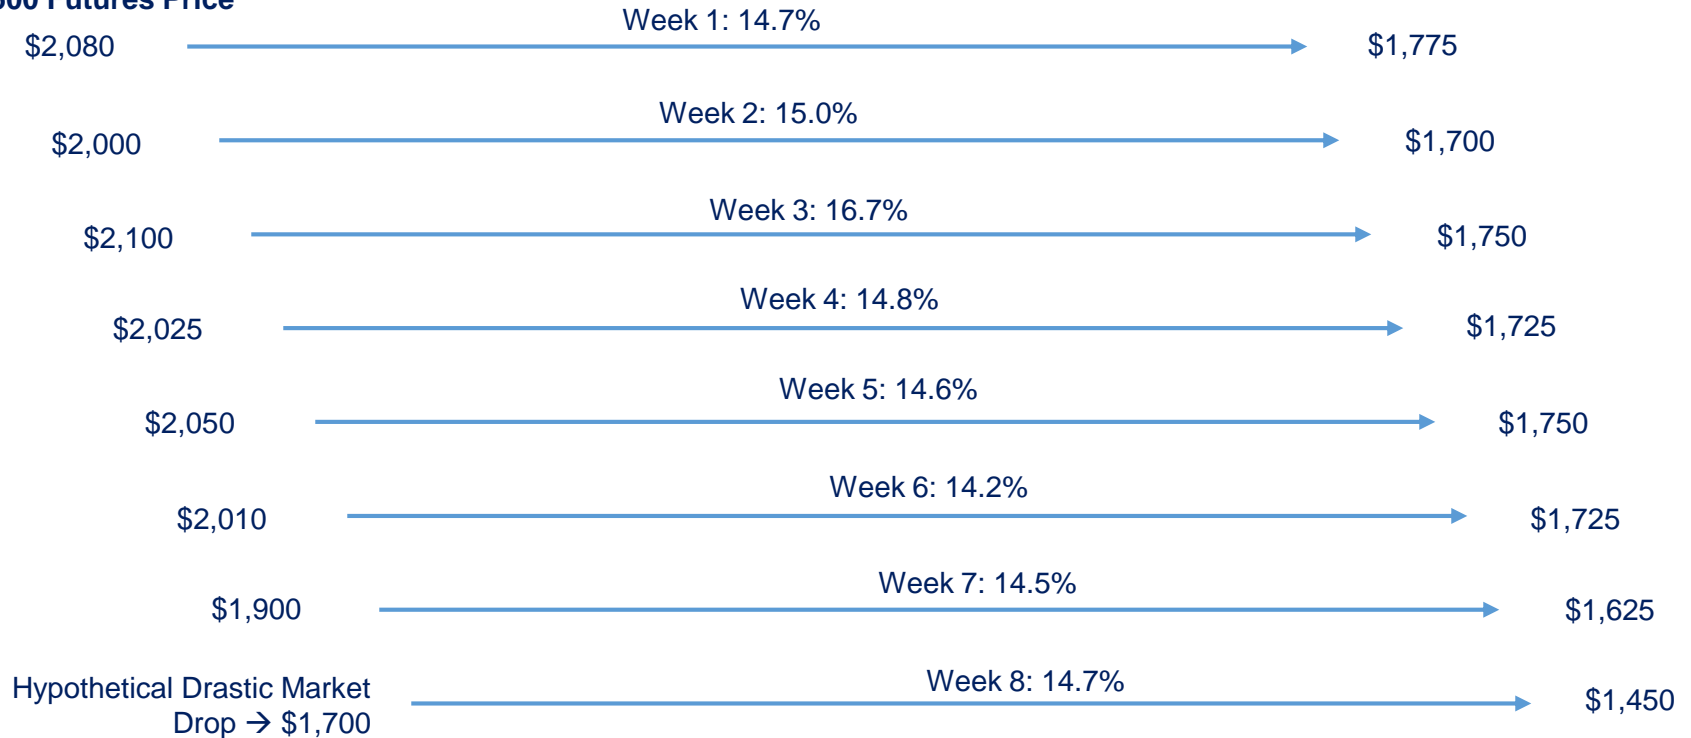 500 Futures Price
Week 1: 14.7%
$2,080
$1,775
Week 2: 15.0%
$2,000
$1,700
Week 3: 16.7%
$2,100
$1,750
Week 4: 14.8%
$2,025
$1,725
Week 5: 14.6%
$2,050
$1,750
Week 6: 14.2%
$2,010
$1,725
Week 7: 14.5%
$1,900
$1,625
Week 8: 14.7%
Hypothetical Drastic Market
Drop → $1,700
$1,450